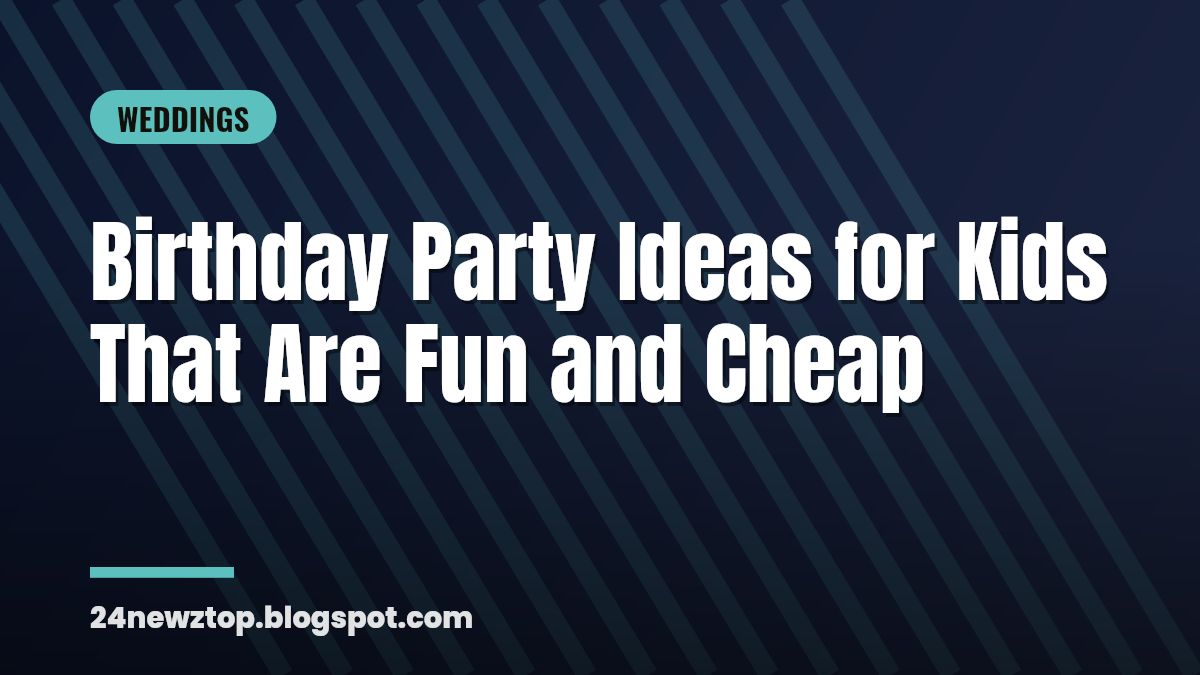 WEDDINGS
Birthday Party Ideas for Kids
That Are Fun and Cheap
24newztop.blogspot.com